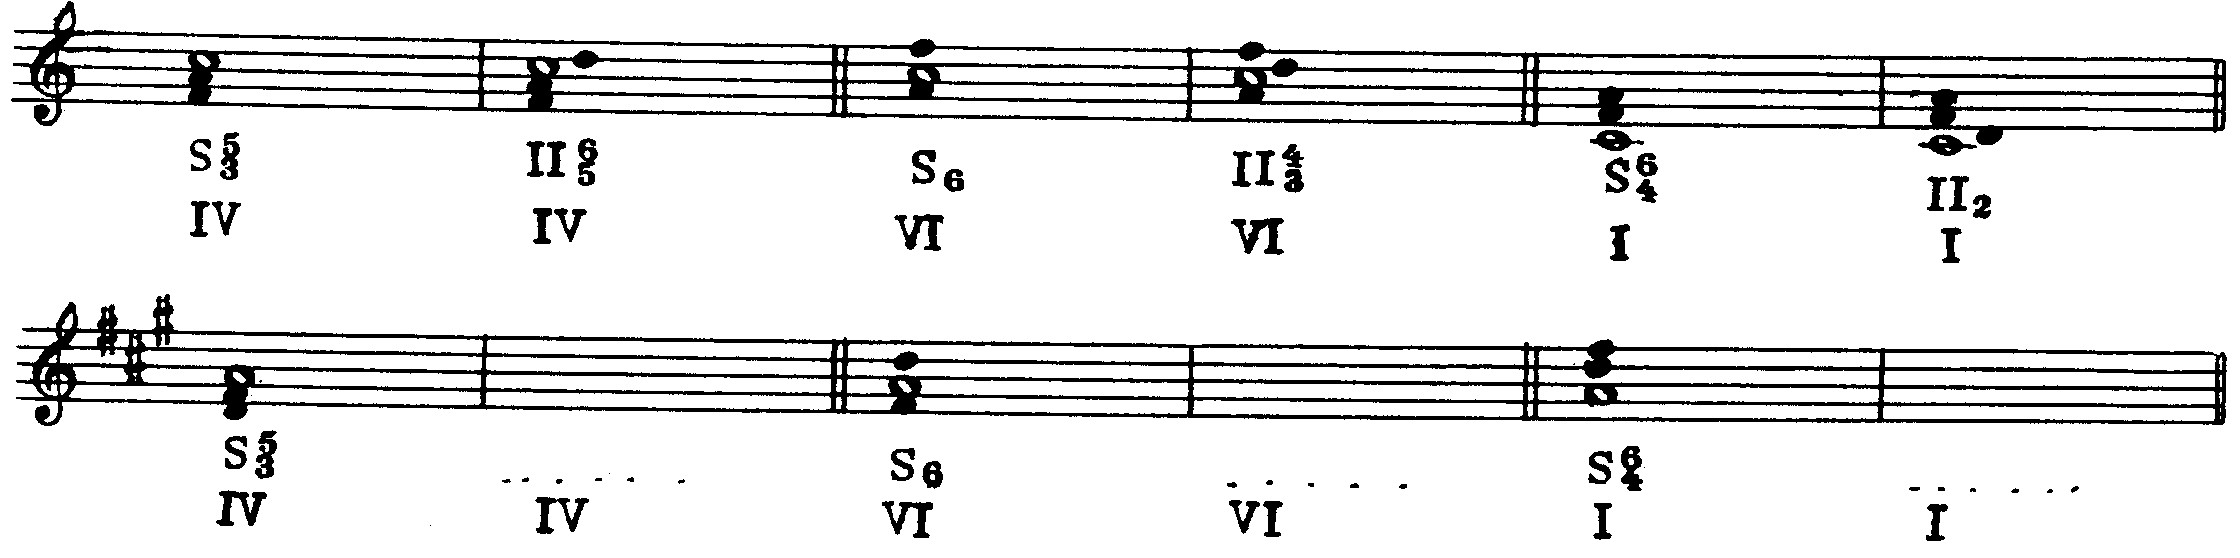 S 5 3 II 6 5 S 6 II 4 3 S 6 4 II 2
IV IV VI VI I I
S 5 3 ..... S 6 ..... S 6 4 ......
IV IV VI VI I I